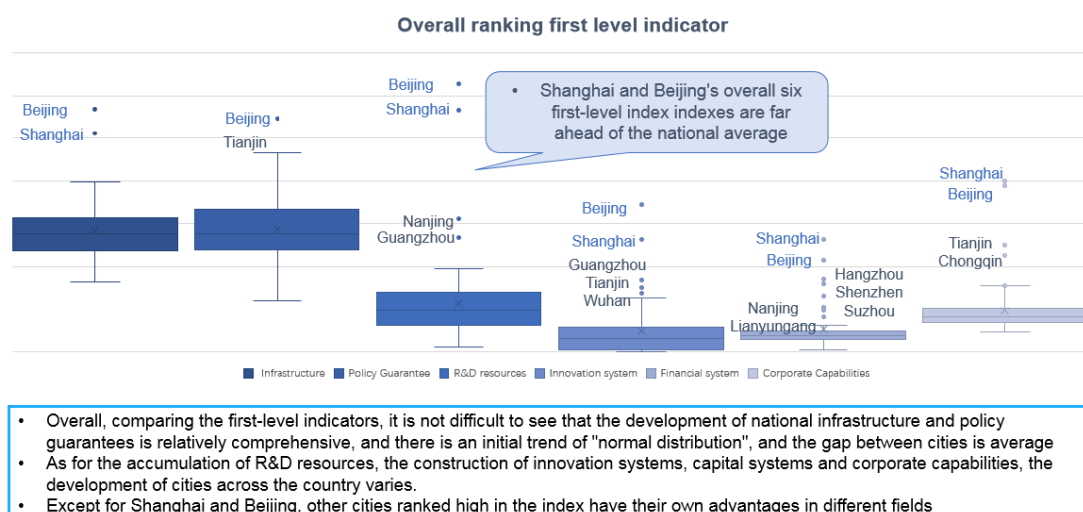 Overall ranking first level indicator
Beijing
Shanghai
Beijing
Tianjin
Beijing
Shanghai
• Shanghai and Beijing's overall six
first-level index indexes are far
ahead of the national average
Nanjing
Guangzhou
Beijing
Shanghai
Guangzhou
Tianjin
Wuhan
Shanghai
Beijing
Hangzhou
Shenzhen
Suzhou
Nanjing
Lianyungang
Shanghai
Beijing
Tianjin
Chongqin
Infrastructure Policy Guarantee R&D resources Innovation system Financial system Corporate Capabilities
• Overall, comparing the first-level indicators, it is not difficult to see that the development of national infrastructure and policy
guarantees is relatively comprehensive, and there is an initial trend of "normal distribution", and the gap between cities is average
• As for the accumulation of R&D resources, the construction of innovation systems, capital systems and corporate capabilities, the
development of cities across the country varies.
• Except for Shanghai and Beijing, other cities ranked high in the index have their own advantages in different fields